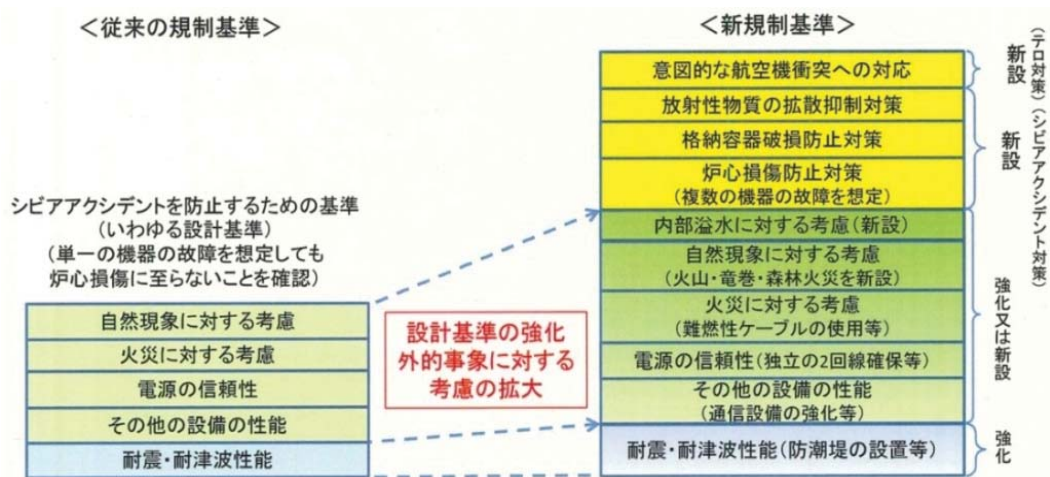 ＜従来の規制基準＞
シビアアクシデントを防止するための基準
（いわゆる設計基準）
（単一の機器の故障を想定しても
炉心損傷に至らないことを確認）
自然現象に対する考慮
火災に対する考慮
電源の信頼性
その他の設備の性能
耐震・耐津波性能
設計基準の強化
外的事象に対する
考慮の拡大
＜新規制基準＞
意図的な航空機衝突への対応
放射性物質の拡散抑制対策
格納容器破損防止対策
炉心損傷防止対策
（複数の機器の故障を想定）
内部溢水に対する考慮（新設）
自然現象に対する考慮
（火山・竜巻・森林火災を新設）
火災に対する考慮
（難燃性ケーブルの使用等）
電源の信頼性（独立の2回線確保等）
その他の設備の性能
（通信設備の強化等）
耐震・耐津波性能（防潮堤の設置等）
新設
（テロ対策）
新設
（シビアアクシデント対策）
強化又は新設
強化